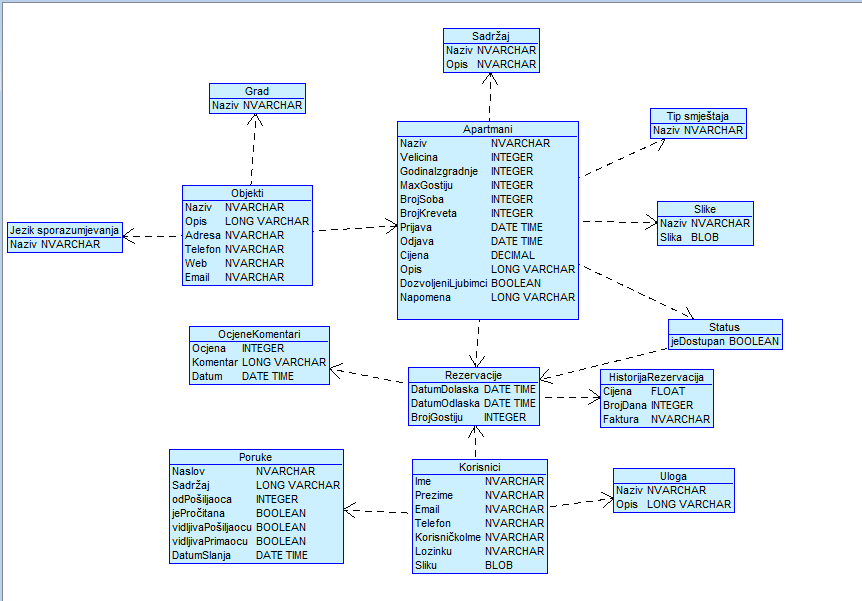 Sadržaj
Naziv NVARCHAR
Opis NVARCHAR
Grad
Naziv NVARCHAR
Tip smještaja
Naziv NVARCHAR
Apartmani
Naziv NVARCHAR
Velicina INTEGER
GodinaIzgradnje INTEGER
MaxGostiju INTEGER
BrojSoba INTEGER
BrojKreveta INTEGER
Prijava DATE TIME
Odjava DATE TIME
Cijena DECIMAL
Opis LONG VARCHAR
DozvoljeniLjubimci BOOLEAN
Napomena LONG VARCHAR
Objekti
Naziv NVARCHAR
Opis LONG VARCHAR
Adresa NVARCHAR
Telefon NVARCHAR
Web NVARCHAR
Email NVARCHAR
Jezik sporazumjevanja
Naziv NVARCHAR
Slike
Naziv NVARCHAR
Slika BLOB
Status
jeDostupan BOOLEAN
OcjeneKomentari
Ocjena INTEGER
Komentar LONG VARCHAR
Datum DATE TIME
Rezervacije
DatumDolaska DATE TIME
DatumOdlaska DATE TIME
BrojGostiju INTEGER
HistorijaRezervacija
Cijena FLOAT
BrojDana INTEGER
Faktura NVARCHAR
Poruke
Naslov NVARCHAR
Sadržaj LONG VARCHAR
odPošiljaoca INTEGER
jePročitana BOOLEAN
vidljivaPošiljaocu BOOLEAN
vidljivaPrimaocu BOOLEAN
DatumSlanja DATE TIME
Korisnici
Ime NVARCHAR
Prezime NVARCHAR
Email NVARCHAR
Telefon NVARCHAR
KorisničkoIme NVARCHAR
Lozinku NVARCHAR
Sliku BLOB
Uloga
Naziv NVARCHAR
Opis LONG VARCHAR